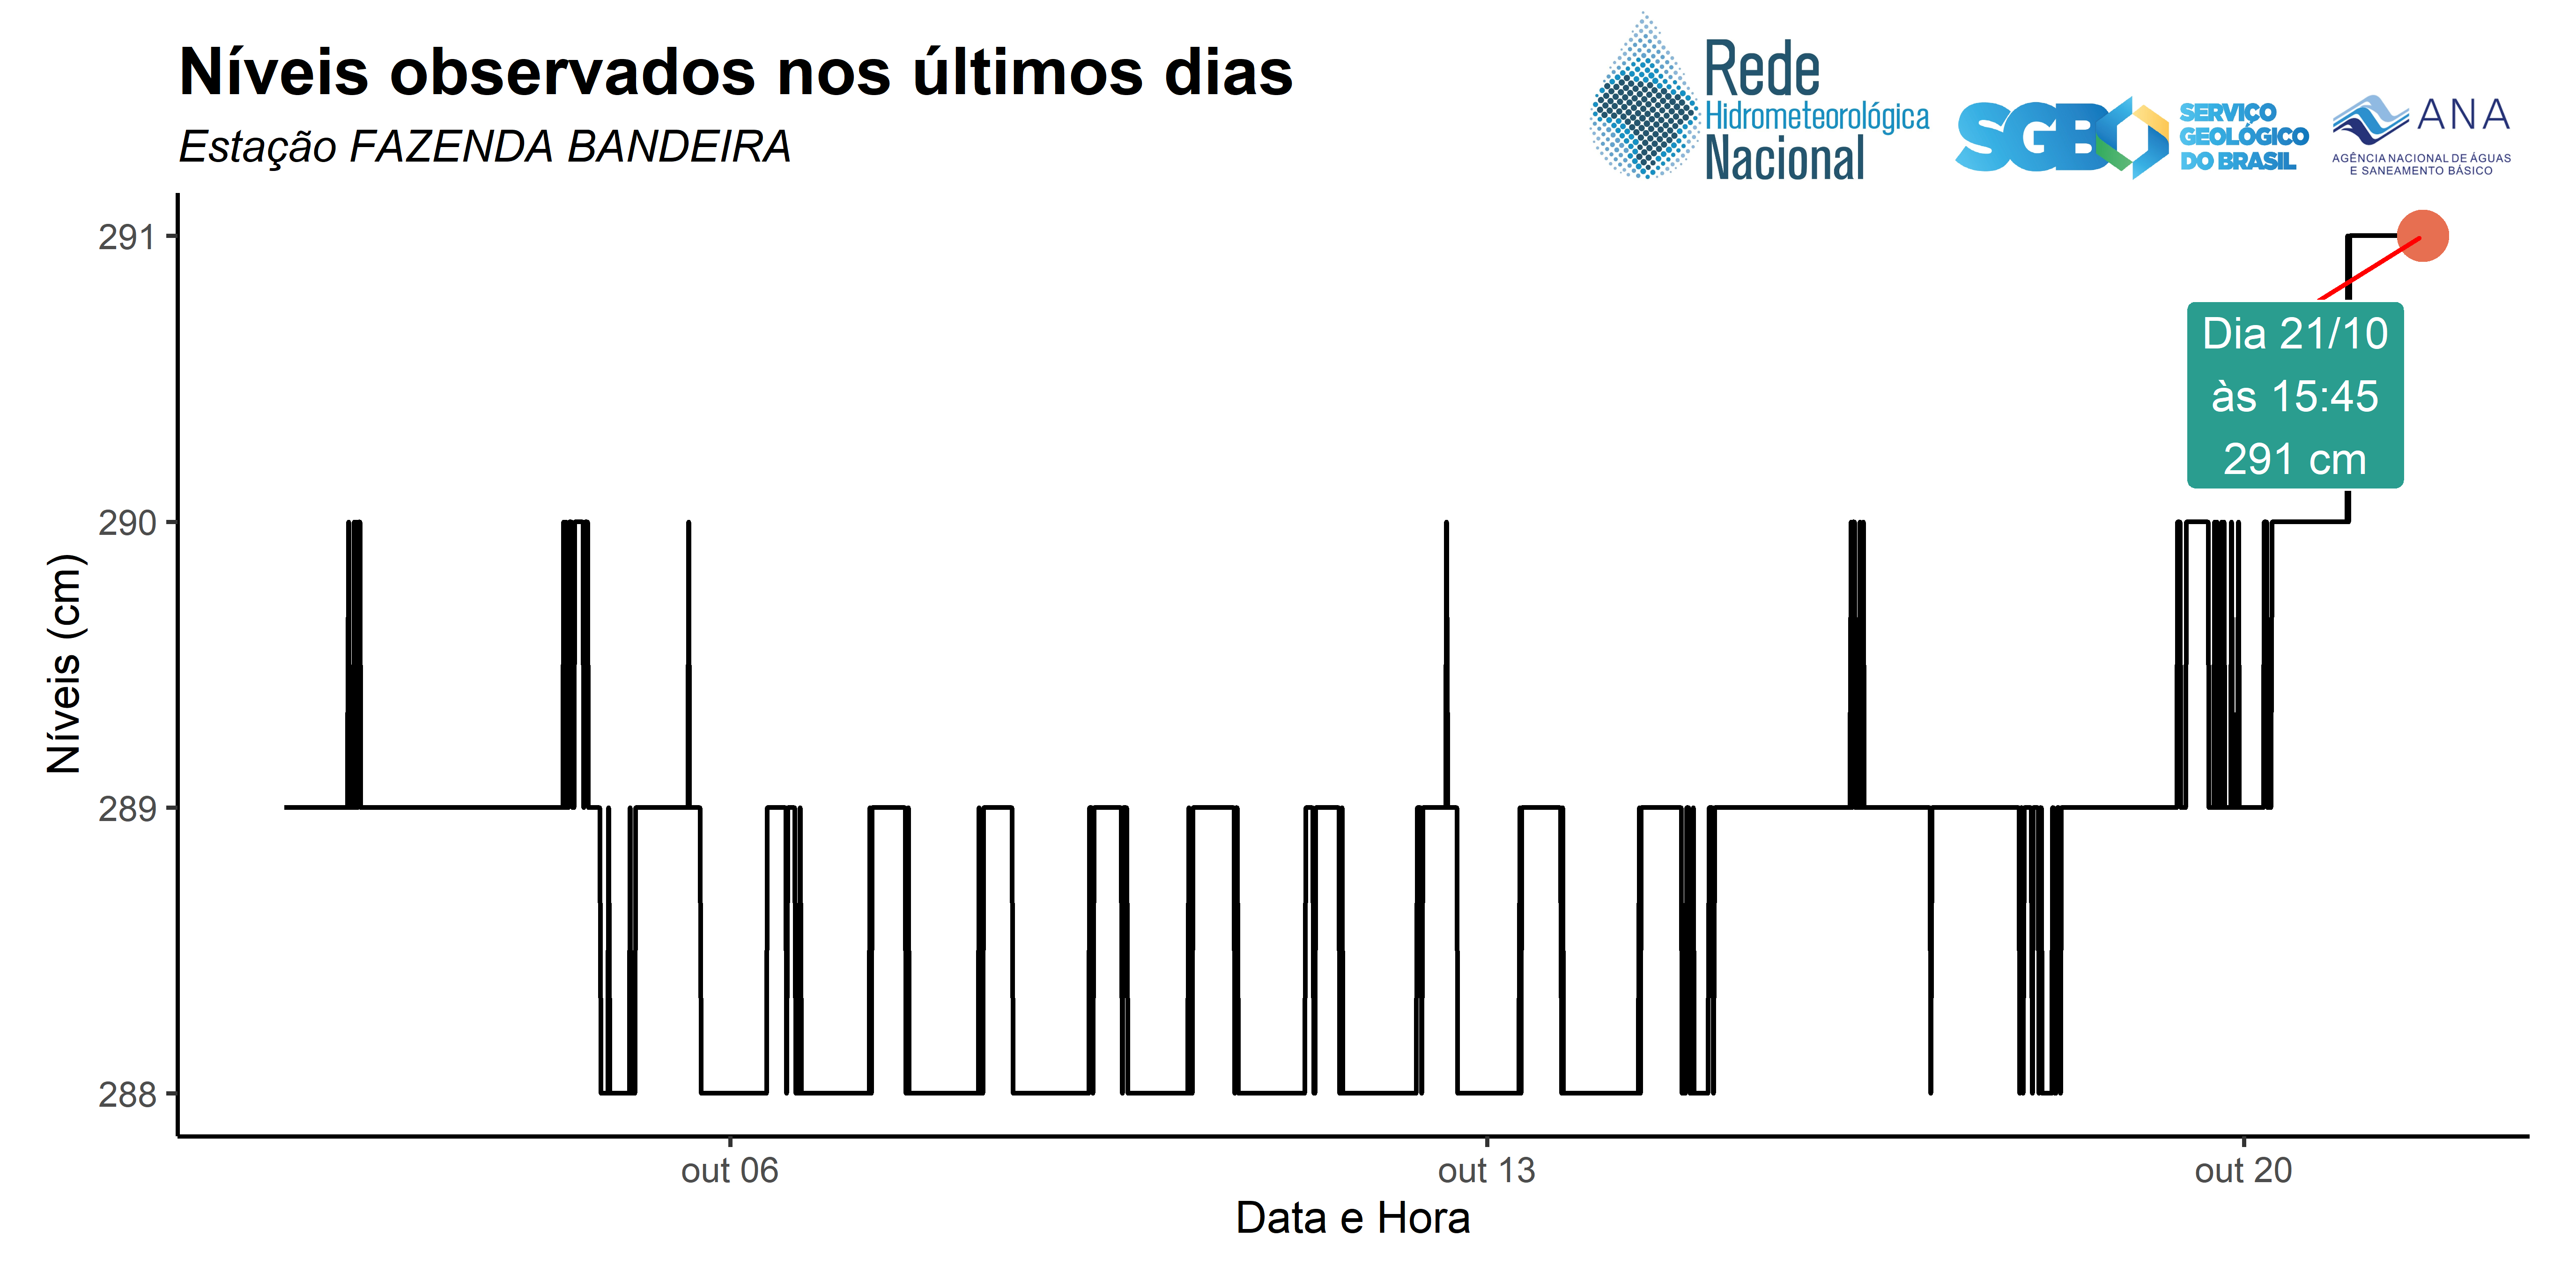 Níveis observados nos últimos dias
Estação FAZENDA BANDEIRA
Rede
Hidrometeorológica
Nacional
SGB
SERVIÇO
GEOLÓGICO
DO BRASIL
ANA
AGÊNCIA NACIONAL DE ÁGUAS
E SANEAMENTO BÁSICO
291
290
289
288
Níveis (cm)
Dia 21/10
às 15:45
291 cm
out 06
out 13
out 20
Data e Hora